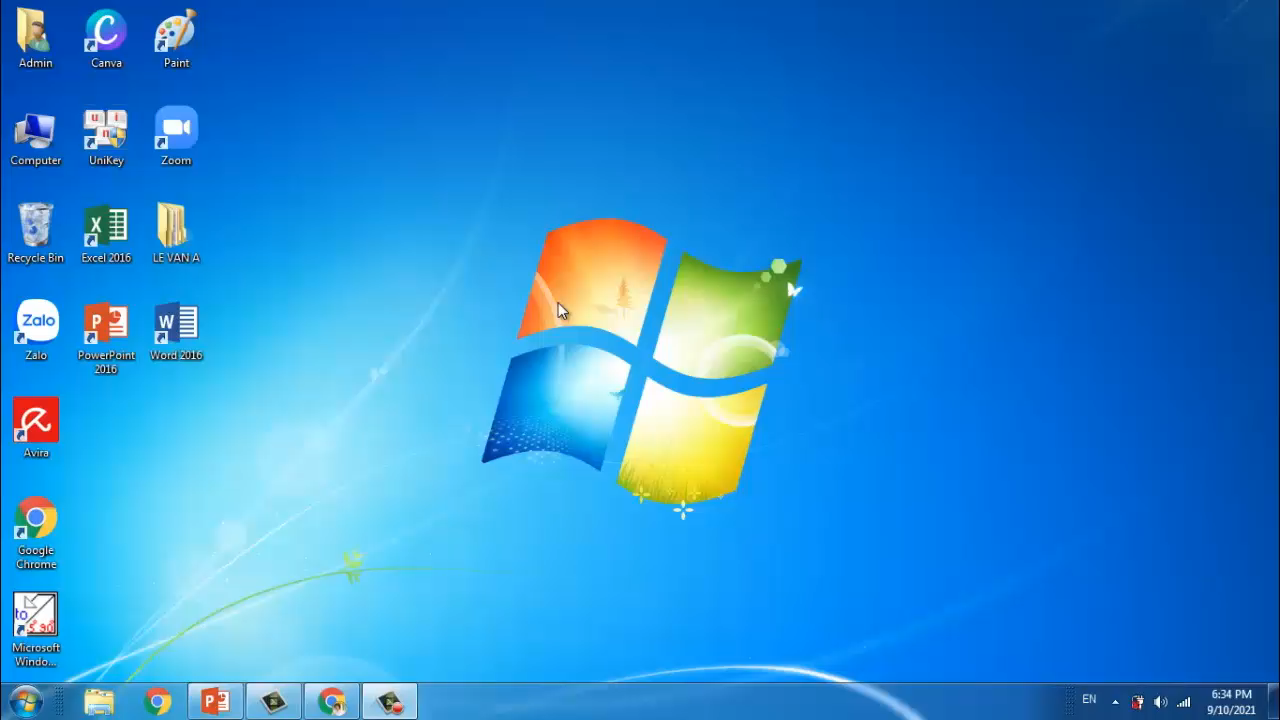 Admin
Canva
Paint
Computer
UniKey
Zoom
Recycle Bin
Excel 2016
LE VAN A
Zalo
Zalo
PowerPoint
2016
Word 2016
Avira
Google
Chrome
Microsoft
Windo...
EN
6:34 PM
9/10/2021